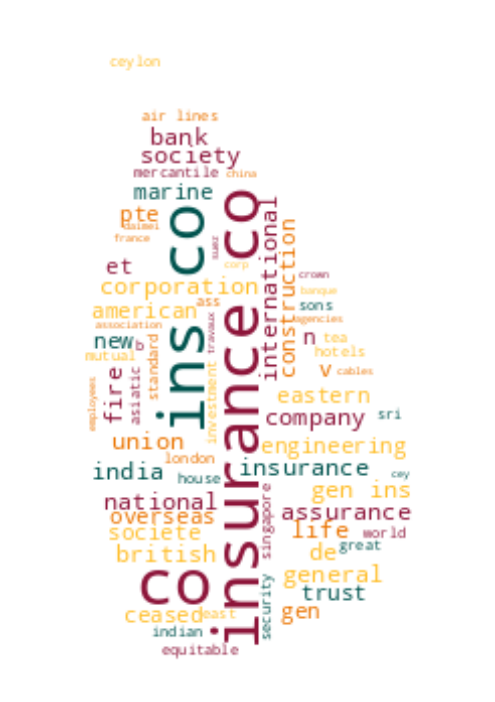 ceylon
air lines
bank
society
mercantile
china
marine
ins co
insurance co
international
pte
daimei
france
suez
construction
et
corp
crown
corporation
banque
ass
sons
american
agencies
association
travaux
new
b
standard
n
tea
mutual
hotels
investment
v
cables
fire
asiatic
employees
eastern
company
sri
union
engineering
london
india
house
insurance
cey
gen ins
national
singapore
assurance
overseas
life
world
societe
de
great
british
general
co
security
trust
ceased
east
gen
indian
equitable